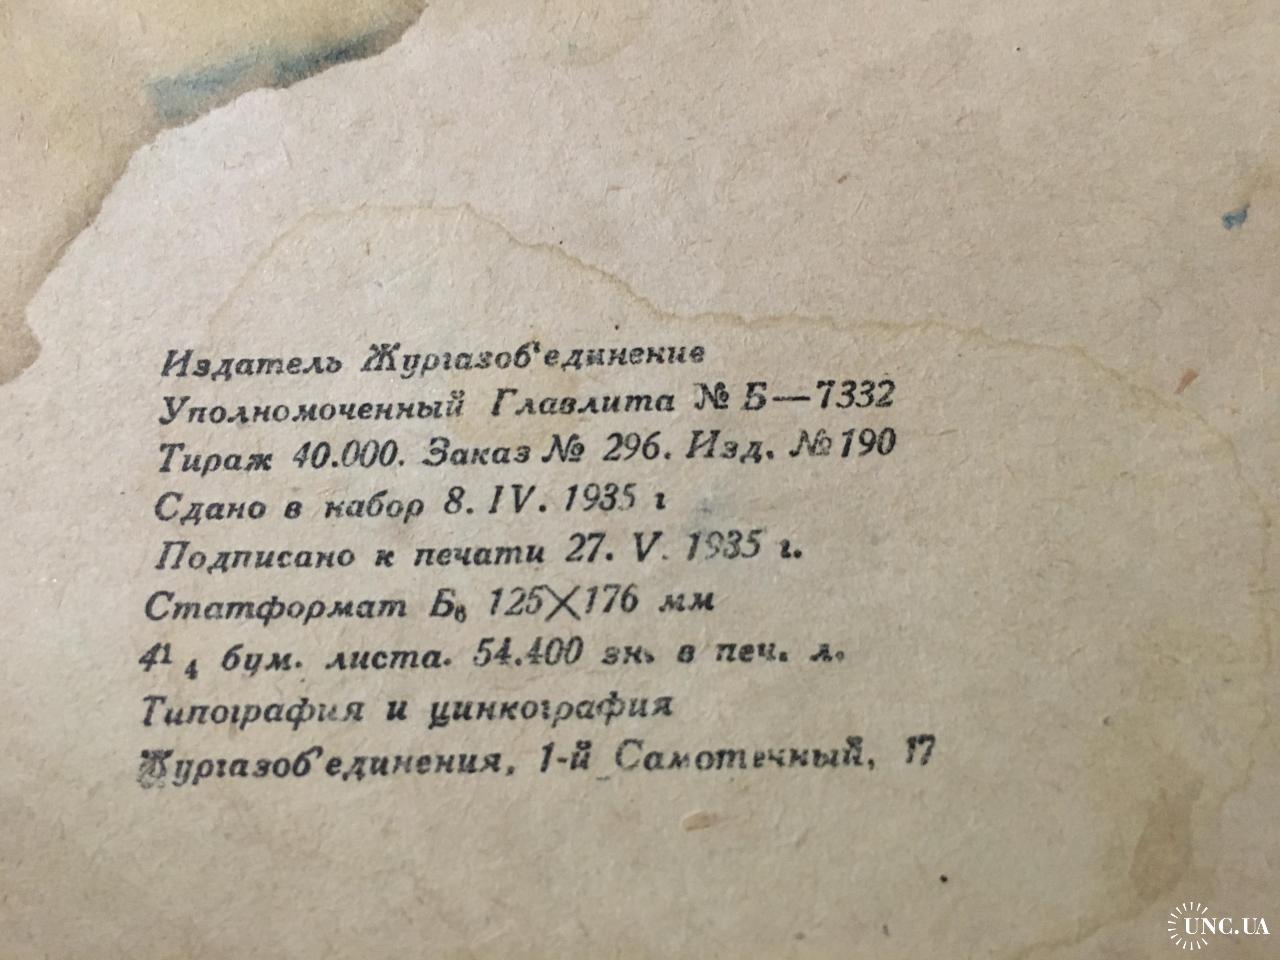 Издатель Жургазоб'единение
Уполномоченный Главлита № Б—7332
Тираж 40.000. Заказ № 296. Изд. № 190
Сдано в набор 8. IV. 1935 г
Подписано к печати 27. V. 1935 г.
Статформат Б₆ 125×176 мм
4¹ ₄ бум. листа. 54.400 зн. в печ. л.
Типография и цинкография
Жургазоб'единения, 1-й Самотечный, 17
UNC.UA